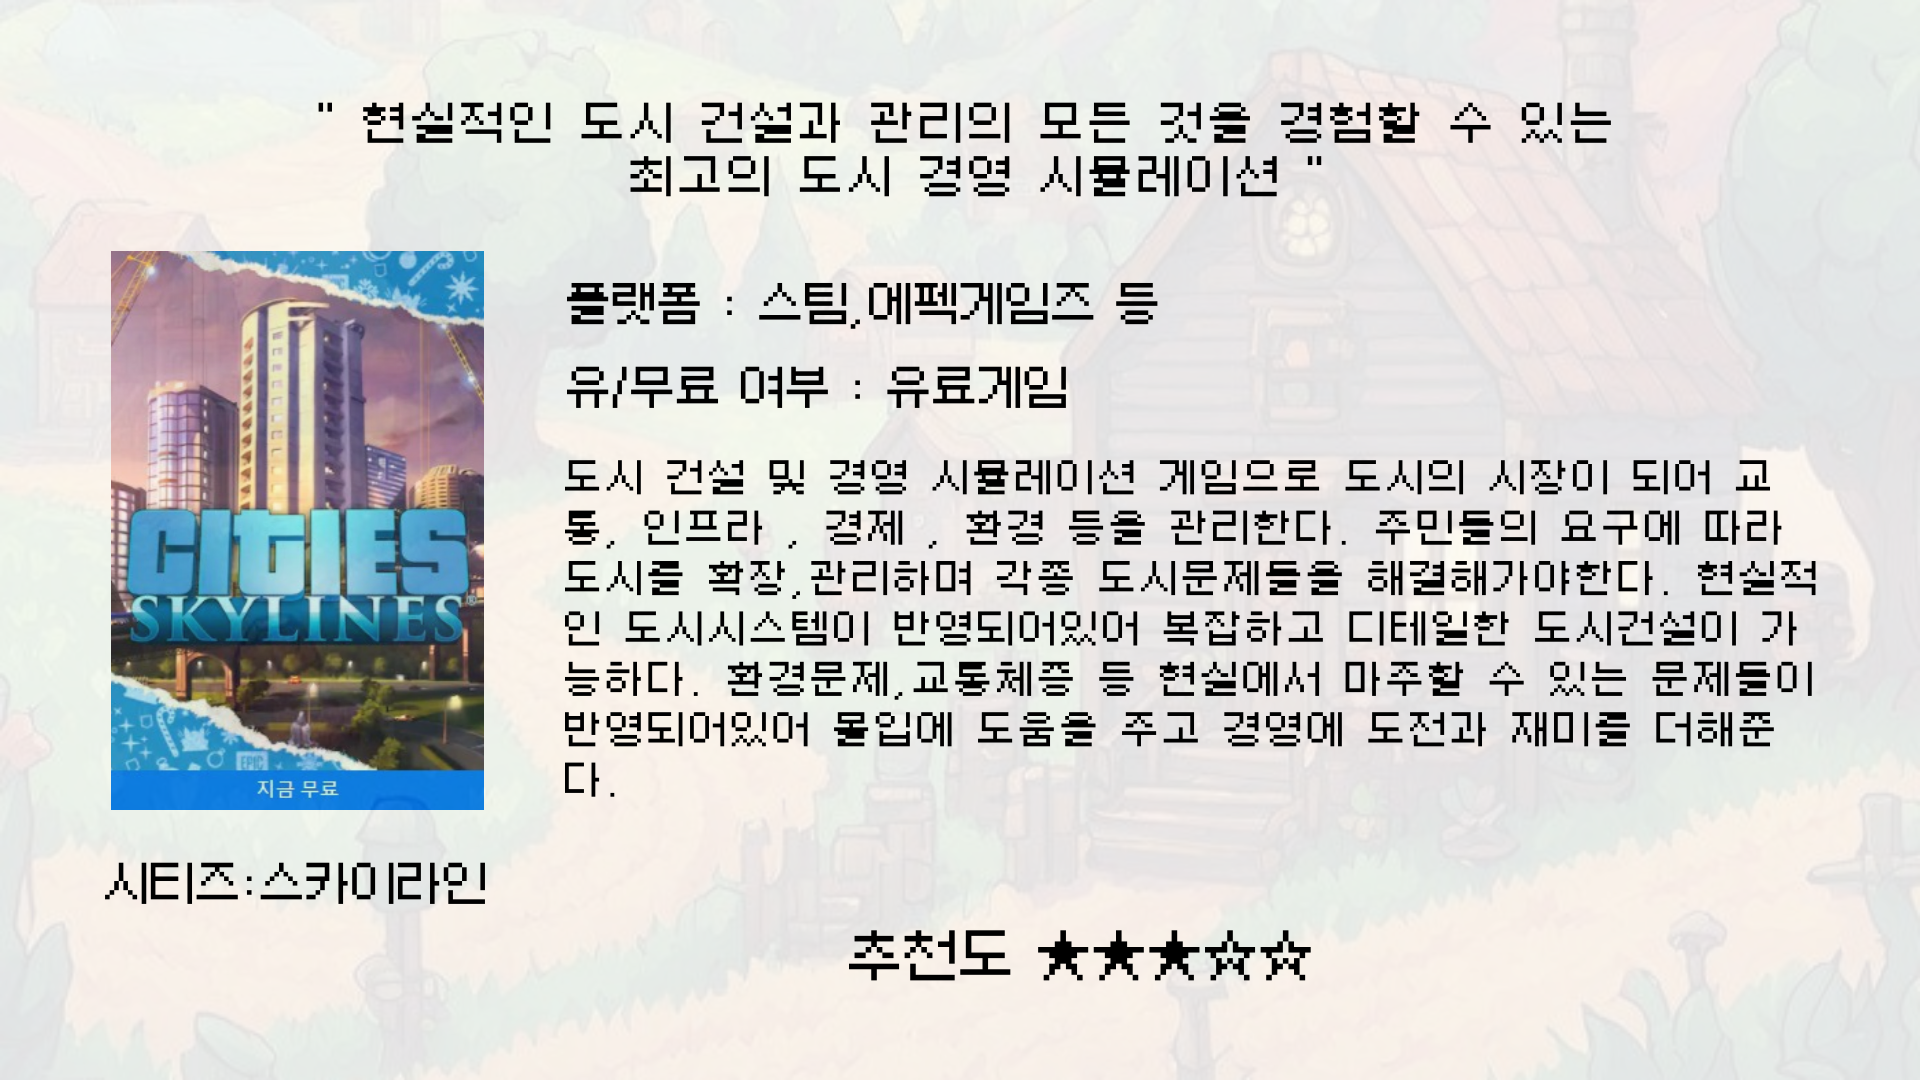 " 현실적인 도시 건설과 관리의 모든 것을 경험할 수 있는
최고의 도시 경영 시뮬레이션 "
플랫폼 : 스팀,에펙게임즈 등
유/무료 여부 : 유료게임
도시 건설 및 경영 시뮬레이션 게임으로 도시의 시장이 되어 교
통, 인프라 , 경제 , 환경 등을 관리한다. 주민들의 요구에 따라
도시를 확장,관리하며 각종 도시문제들을 해결해가야한다. 현실적
인 도시시스템이 반영되어있어 복잡하고 디테일한 도시건설이 가
능하다. 환경문제,교통체증 등 현실에서 마주할 수 있는 문제들이
반영되어있어 몰입에 도움을 주고 경영에 도전과 재미를 더해준
다.
CITIES
SKYLINES
EPIC
지금 무료
시티즈:스카이라인
추천도 ★★★☆☆